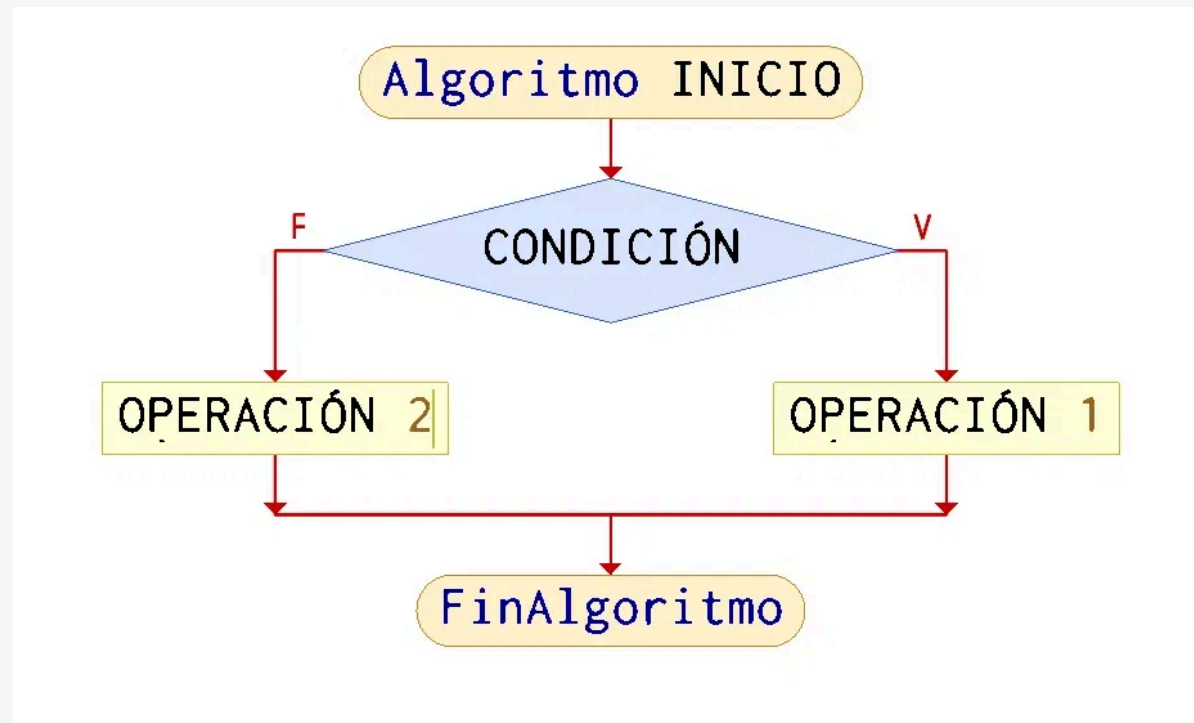 Algoritmo INICIO
F
V
CONDICIÓN
OPERACIÓN 2
OPERACIÓN 1
FinAlgoritmo